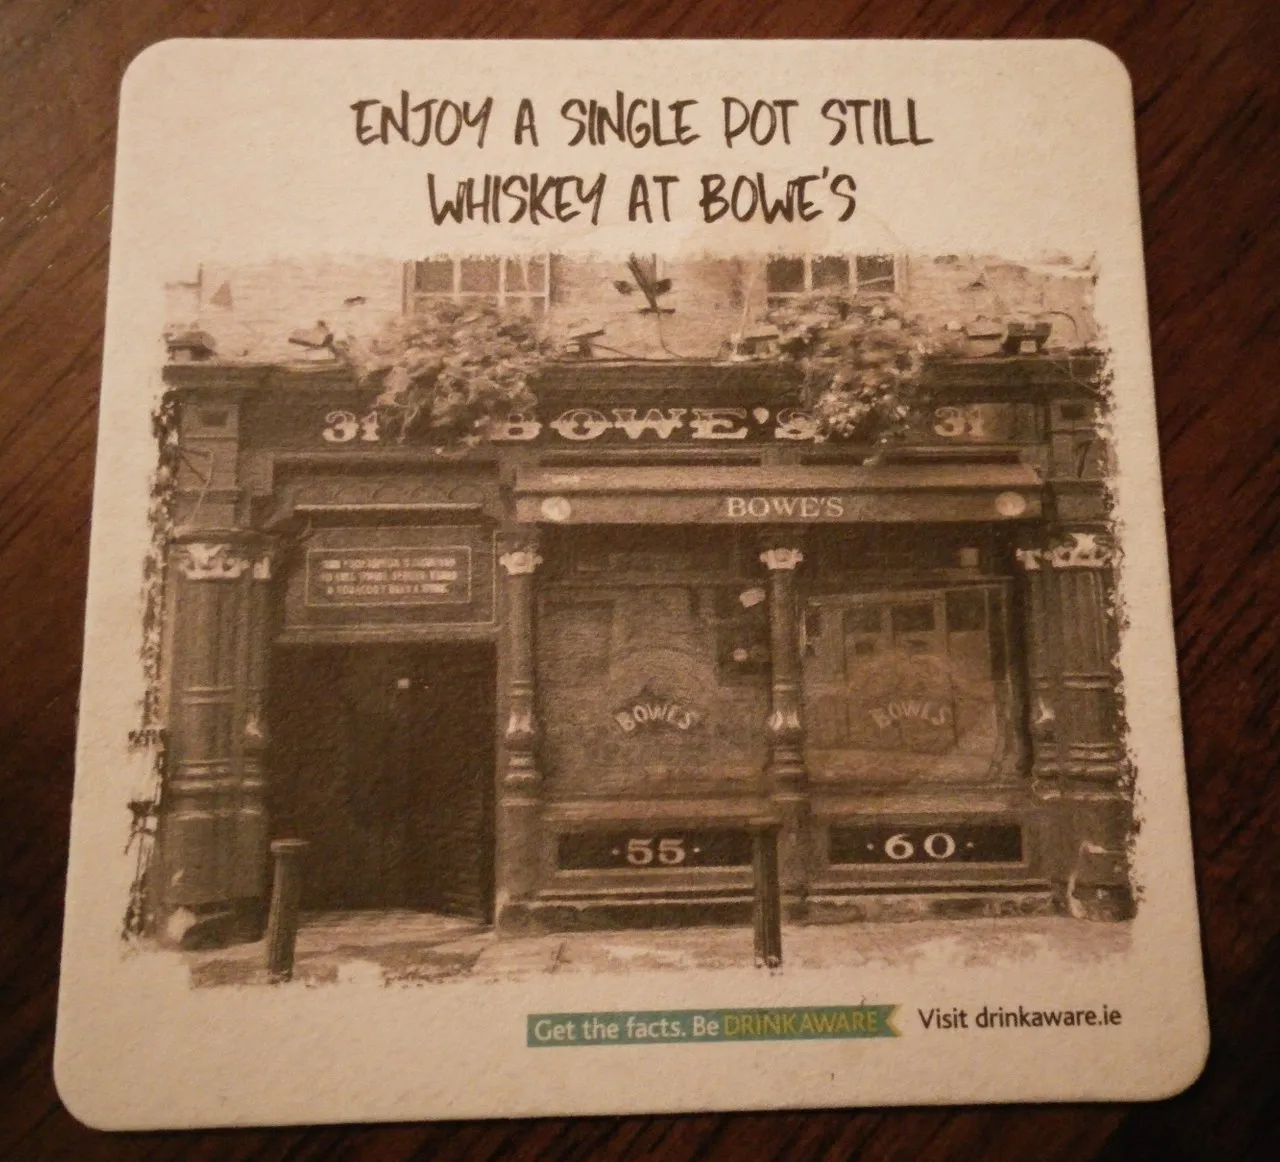 ENJOY A SINGLE POT STILL
WHISKEY AT BOWE'S
31 BOWE'S 31
BOWE'S
BOWES BOWES
·55· ·60·
Get the facts. Be DRINKAWARE Visit drinkaware.ie